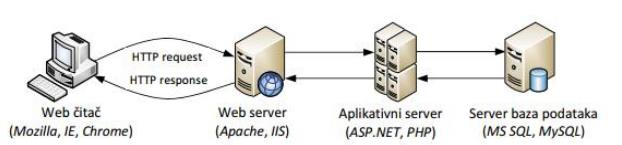 HTTP request
HTTP response
Web čitač
(Mozilla, IE, Chrome)
Web server
(Apache, IIS)
Aplikativni server
(ASP.NET, PHP)
Server baza podataka
(MS SQL, MySQL)